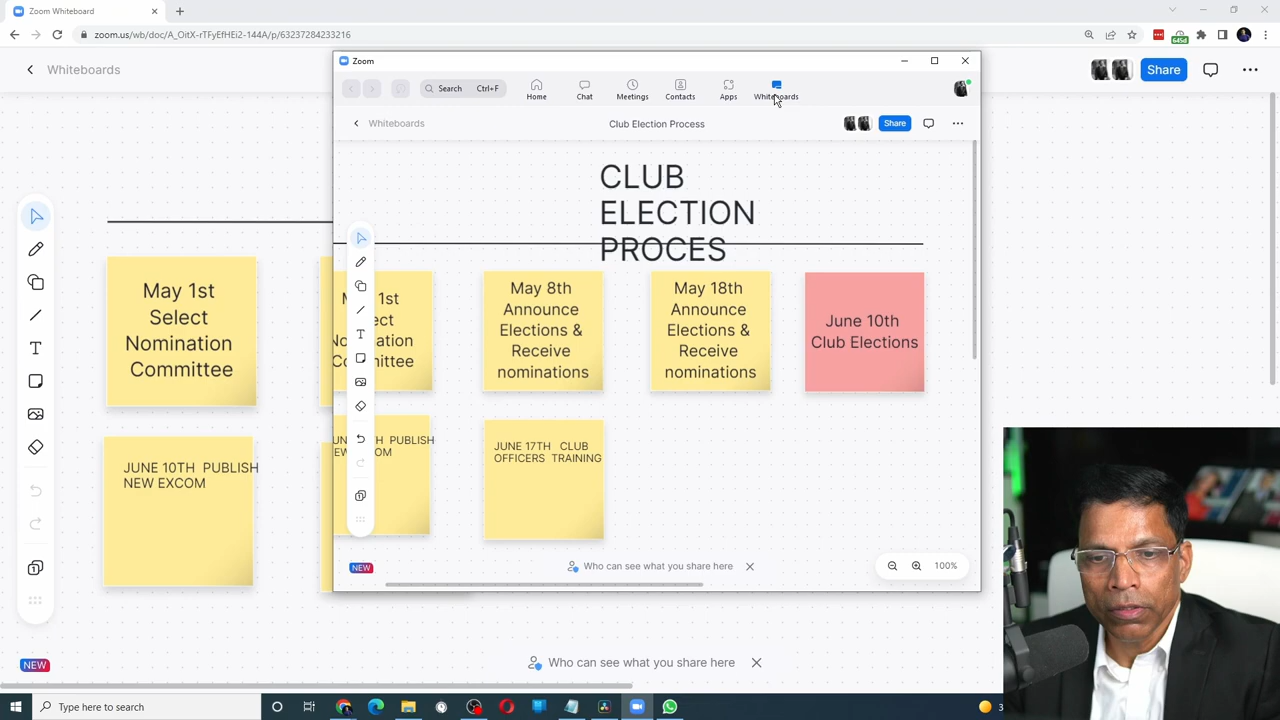 Zoom Whiteboard
zoom.us/wb/doc/A_OitX-rTFyEfHEi2-144A/p/63237284233216
645d
Whiteboards
Share
Zoom
Search Ctrl+F
Home
Chat
Meetings
Contacts
Apps
Whiteboards
Whiteboards
Club Election Process
Share
CLUB
ELECTION
PROCES
May 1st
Select
Nomination
Committee
May 8th
Announce
Elections &
Receive
nominations
May 18th
Announce
Elections &
Receive
nominations
June 10th
Club Elections
JUNE 10TH PUBLISH
NEW EXCOM
PUBLISH
JUNE 17TH CLUB
OFFICERS TRAINING
NEW
Who can see what you share here
100%
NEW
Who can see what you share here
Type here to search